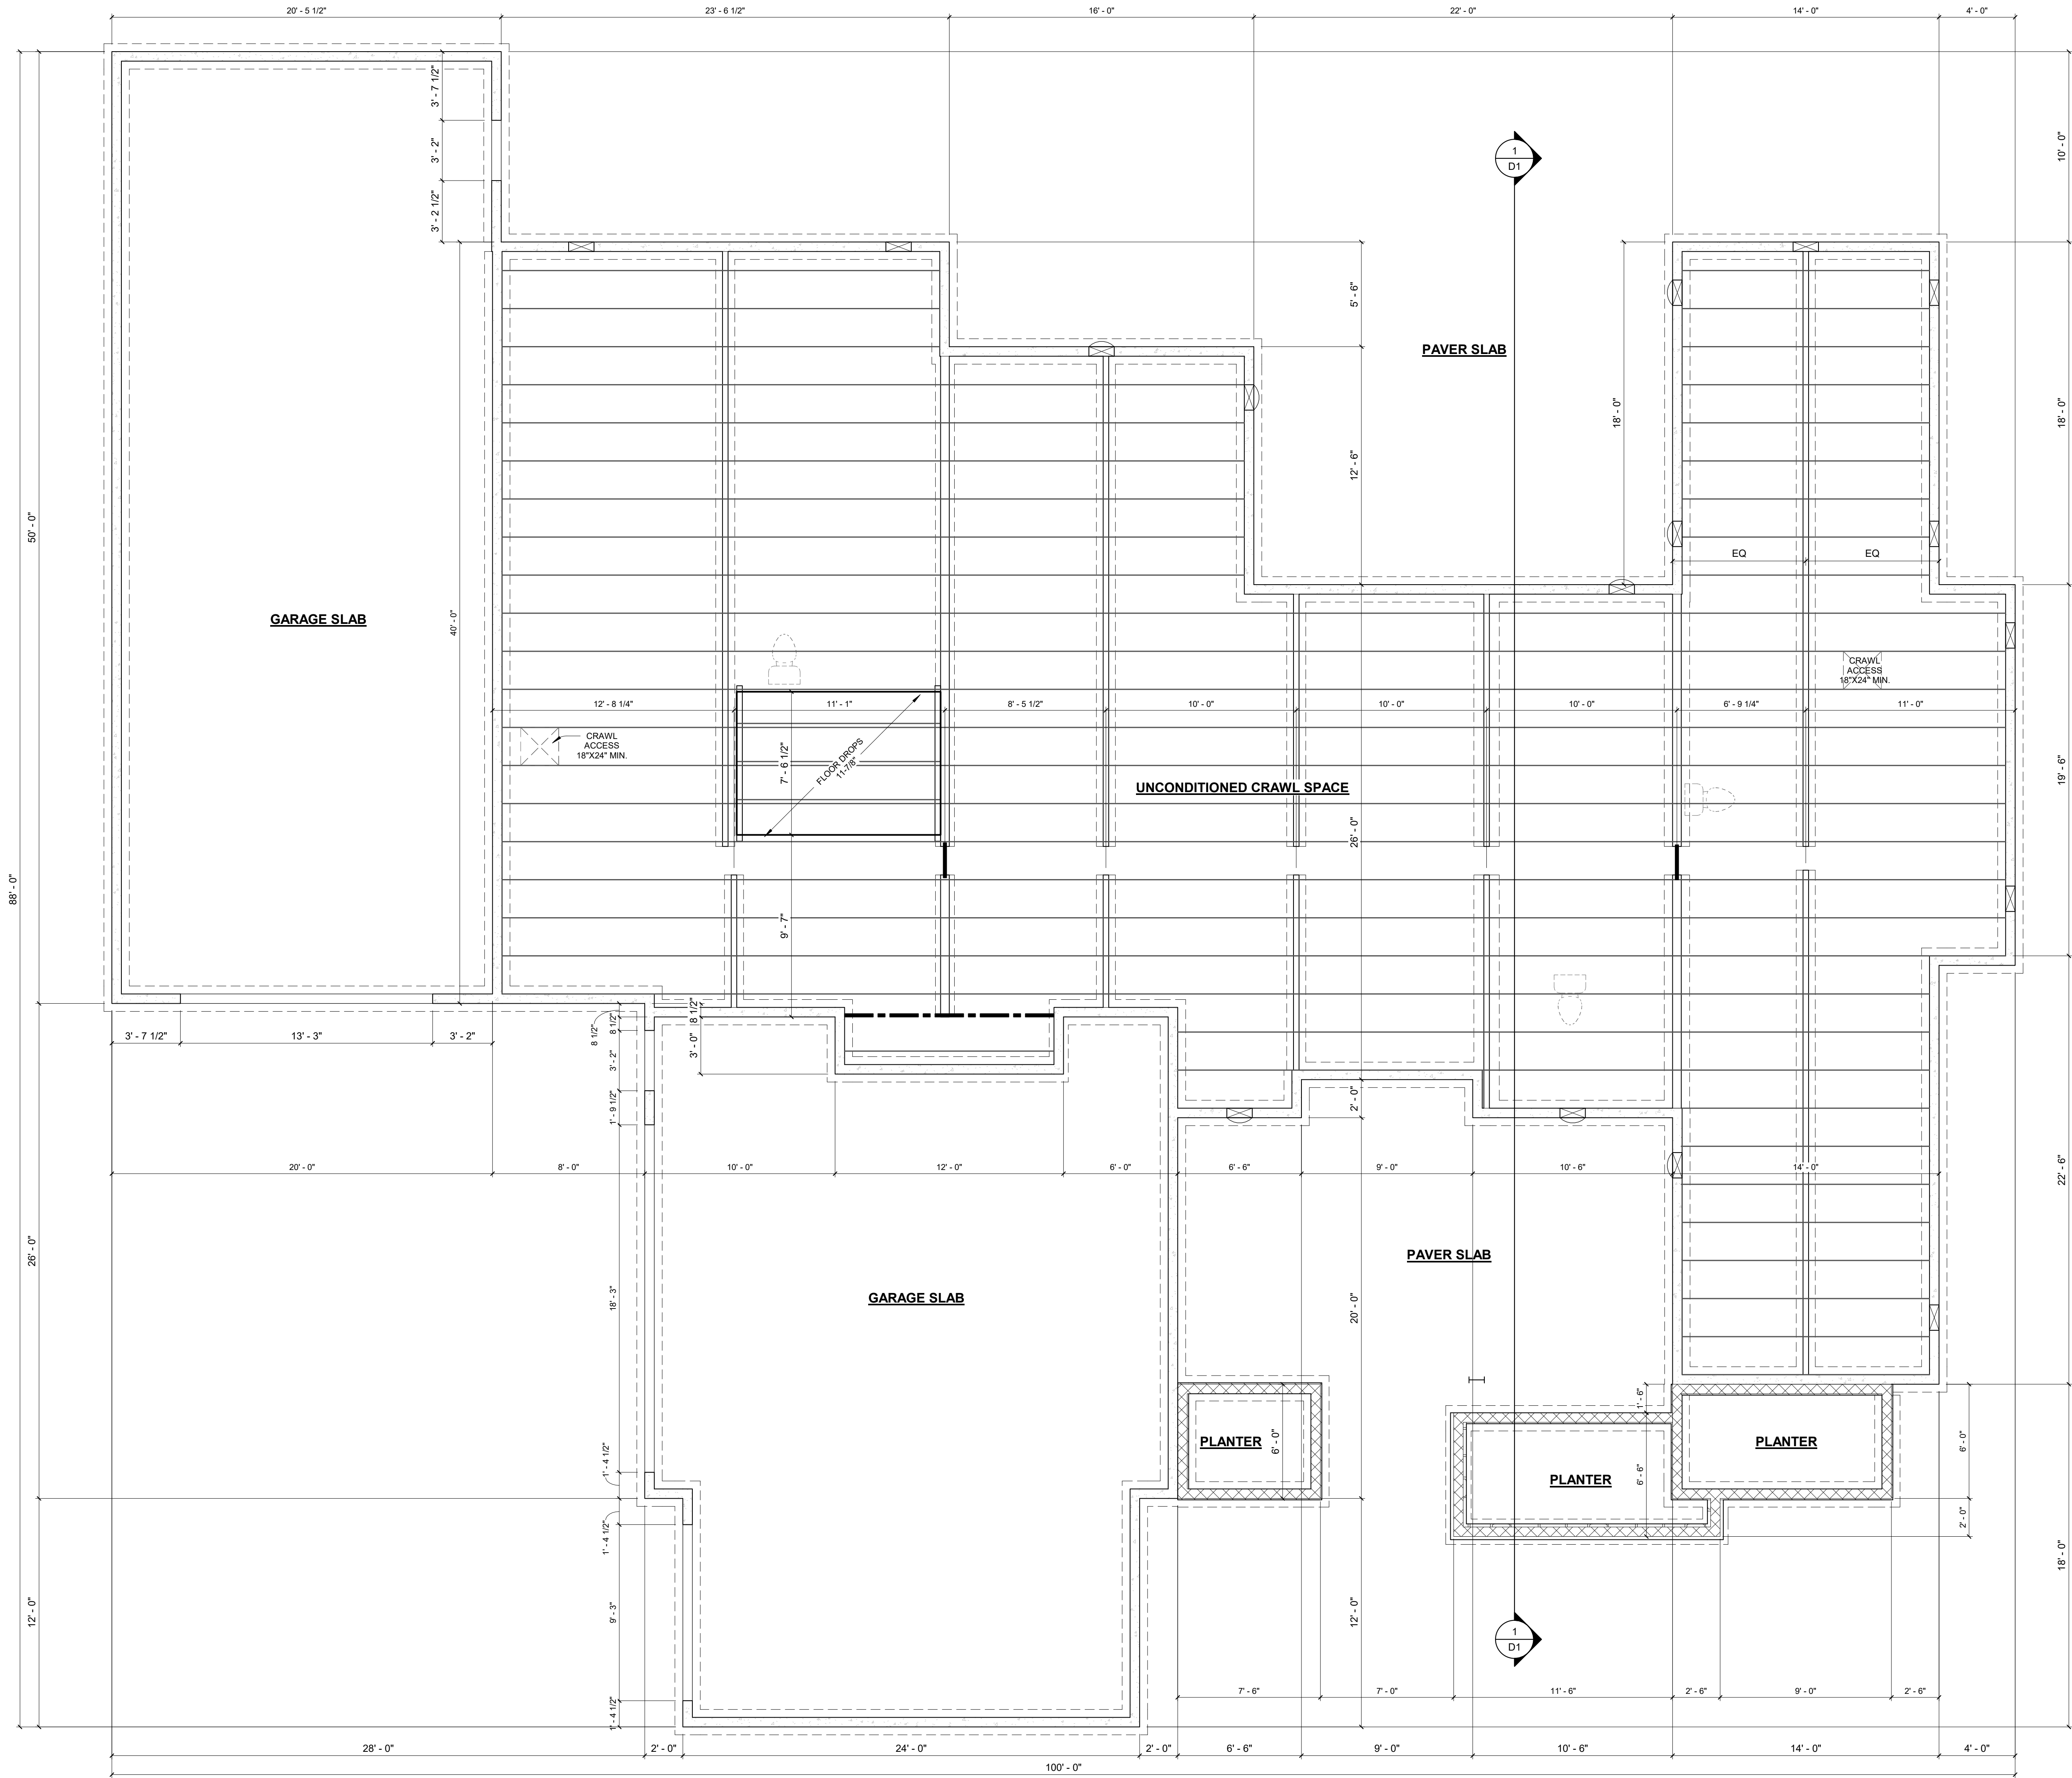 20' - 5 1/2"
23' - 6 1/2"
16' - 0"
22' - 0"
14' - 0"
4' - 0"
3' - 7 1/2"
3' - 2"
3' - 2 1/2"
10' - 0"
1
D1
5' - 6"
PAVER SLAB
18' - 0"
18' - 0"
12' - 6"
50' - 0"
EQ
EQ
GARAGE SLAB
40' - 0"
CRAWL
ACCESS
18"X24" MIN.
12' - 8 1/4"
11' - 1"
8' - 5 1/2"
10' - 0"
10' - 0"
10' - 0"
6' - 9 1/4"
11' - 0"
CRAWL
ACCESS
18"X24" MIN.
7' - 6 1/2"
FLOOR DROPS
11-7/8"
UNCONDITIONED CRAWL SPACE
19' - 6"
26' - 0"
88' - 0"
9' - 7"
3' - 7 1/2"
13' - 3"
3' - 2"
8 1/2"
8 1/2"
8 1/2"
3' - 0"
3' - 2"
1' - 9 1/2"
2' - 0"
20' - 0"
8' - 0"
10' - 0"
12' - 0"
6' - 0"
6' - 6"
9' - 0"
10' - 6"
14' - 0"
22' - 6"
26' - 0"
PAVER SLAB
18' - 3"
GARAGE SLAB
20' - 0"
1' - 6"
PLANTER
6' - 0"
PLANTER
6' - 6"
PLANTER
6' - 0"
1' - 4 1/2"
1' - 4 1/2"
2' - 0"
18' - 0"
12' - 0"
9' - 3"
12' - 0"
1
D1
1' - 4 1/2"
7' - 6"
7' - 0"
11' - 6"
2' - 6"
9' - 0"
2' - 6"
28' - 0"
2' - 0"
24' - 0"
2' - 0"
6' - 6"
9' - 0"
10' - 6"
14' - 0"
4' - 0"
100' - 0"